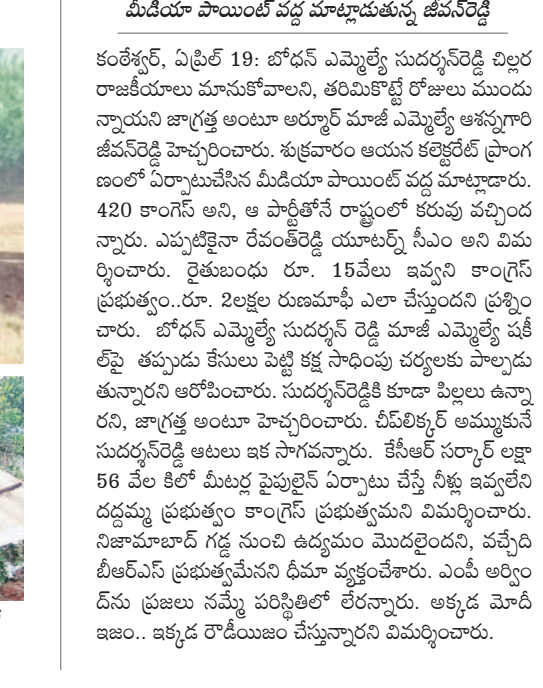 మీడియా పాయింట్ వద్ద మాట్లాడుతున్న జీవన్‌రెడ్డి
కంఠేశ్వర్, ఏప్రిల్ 19: బోధన్ ఎమ్మెల్యే సుదర్శన్‌రెడ్డి చిల్లర
రాజకీయాలు మానుకోవాలని, తరిమికొట్టే రోజులు ముందు
న్నాయని జాగ్రత్త అంటూ అర్మూర్ మాజీ ఎమ్మెల్యే ఆశన్నగారి
జీవన్‌రెడ్డి హెచ్చరించారు. శుక్రవారం ఆయన కలెక్టరేట్ ప్రాంగ
ణంలో ఏర్పాటుచేసిన మీడియా పాయింట్ వద్ద మాట్లాడారు.
420 కాంగెస్ అని, ఆ పార్టీతోనే రాష్ట్రంలో కరువు వచ్చింద
న్నారు. ఎప్పటికైనా రేవంత్‌రెడ్డి యూటర్న్ సీఎం అని విమ
ర్శించారు. రైతుబంధు రూ. 15వేలు ఇవ్వని కాంగ్రెస్
ప్రభుత్వం..రూ. 2లక్షల రుణమాఫీ ఎలా చేస్తుందని ప్రశ్నిం
చారు. బోధన్ ఎమ్మెల్యే సుదర్శన్ రెడ్డి మాజీ ఎమ్మెల్యే షకీ
ల్‌పై తప్పుడు కేసులు పెట్టి కక్ష సాధింపు చర్యలకు పాల్పడు
తున్నారని ఆరోపించారు. సుదర్శన్‌రెడ్డికి కూడా పిల్లలు ఉన్నా
రని, జాగ్రత్త అంటూ హెచ్చరించారు. చీప్‌లిక్కర్ అమ్ముకునే
సుదర్శన్‌రెడ్డి ఆటలు ఇక సాగవన్నారు. కేసీఆర్ సర్కార్ లక్షా
56 వేల కిలో మీటర్ల పైపులైన్ ఏర్పాటు చేస్తే నీళ్లు ఇవ్వలేని
దద్దమ్మ ప్రభుత్వం కాంగ్రెస్ ప్రభుత్వమని విమర్శించారు.
నిజామాబాద్ గడ్డ నుంచి ఉద్యమం మొదలైందని, వచ్చేది
బీఆర్ఎస్ ప్రభుత్వమేనని ధీమా వ్యక్తంచేశారు. ఎంపీ అర్విం
ద్‌ను ప్రజలు నమ్మే పరిస్థితిలో లేరన్నారు. అక్కడ మోదీ
ఇజం.. ఇక్కడ రౌడీయిజం చేస్తున్నారని విమర్శించారు.